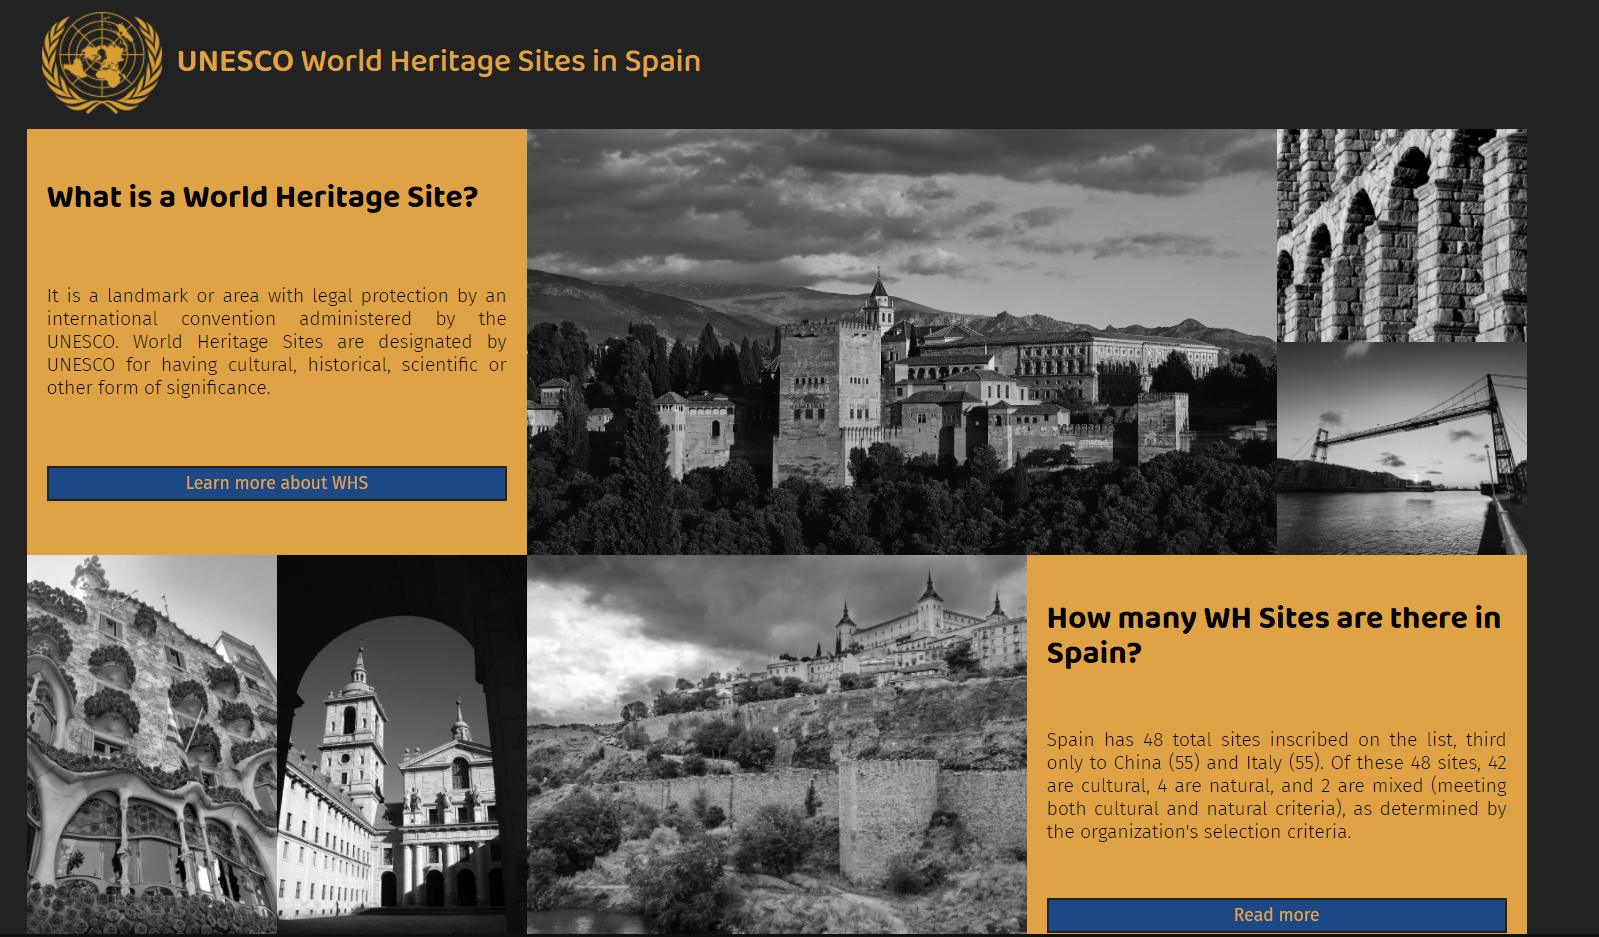 UNESCO World Heritage Sites in Spain
What is a World Heritage Site?
It is a landmark or area with legal protection by an
international convention administered by the
UNESCO. World Heritage Sites are designated by
UNESCO for having cultural, historical, scientific or
other form of significance.
Learn more about WHS
How many WH Sites are there in
Spain?
Spain has 48 total sites inscribed on the list, third
only to China (55) and Italy (55). Of these 48 sites, 42
are cultural, 4 are natural, and 2 are mixed (meeting
both cultural and natural criteria), as determined by
the organization's selection criteria.
Read more